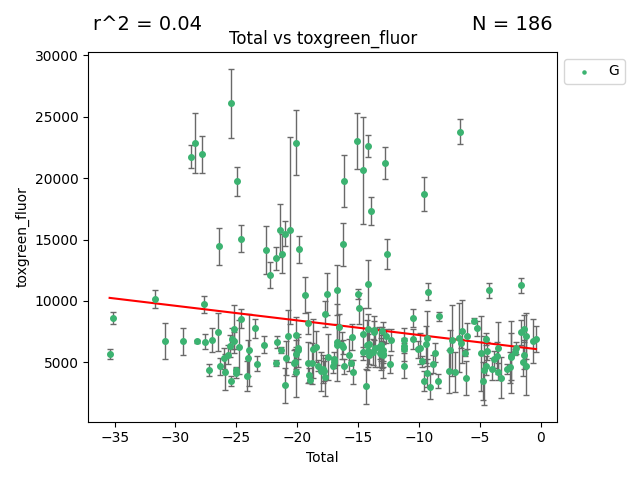 r^2 = 0.04
N = 186
Total vs toxgreen_fluor
G
30000
25000
20000
15000
10000
5000
toxgreen_fluor
−35 −30 −25 −20 −15 −10 −5 0
Total